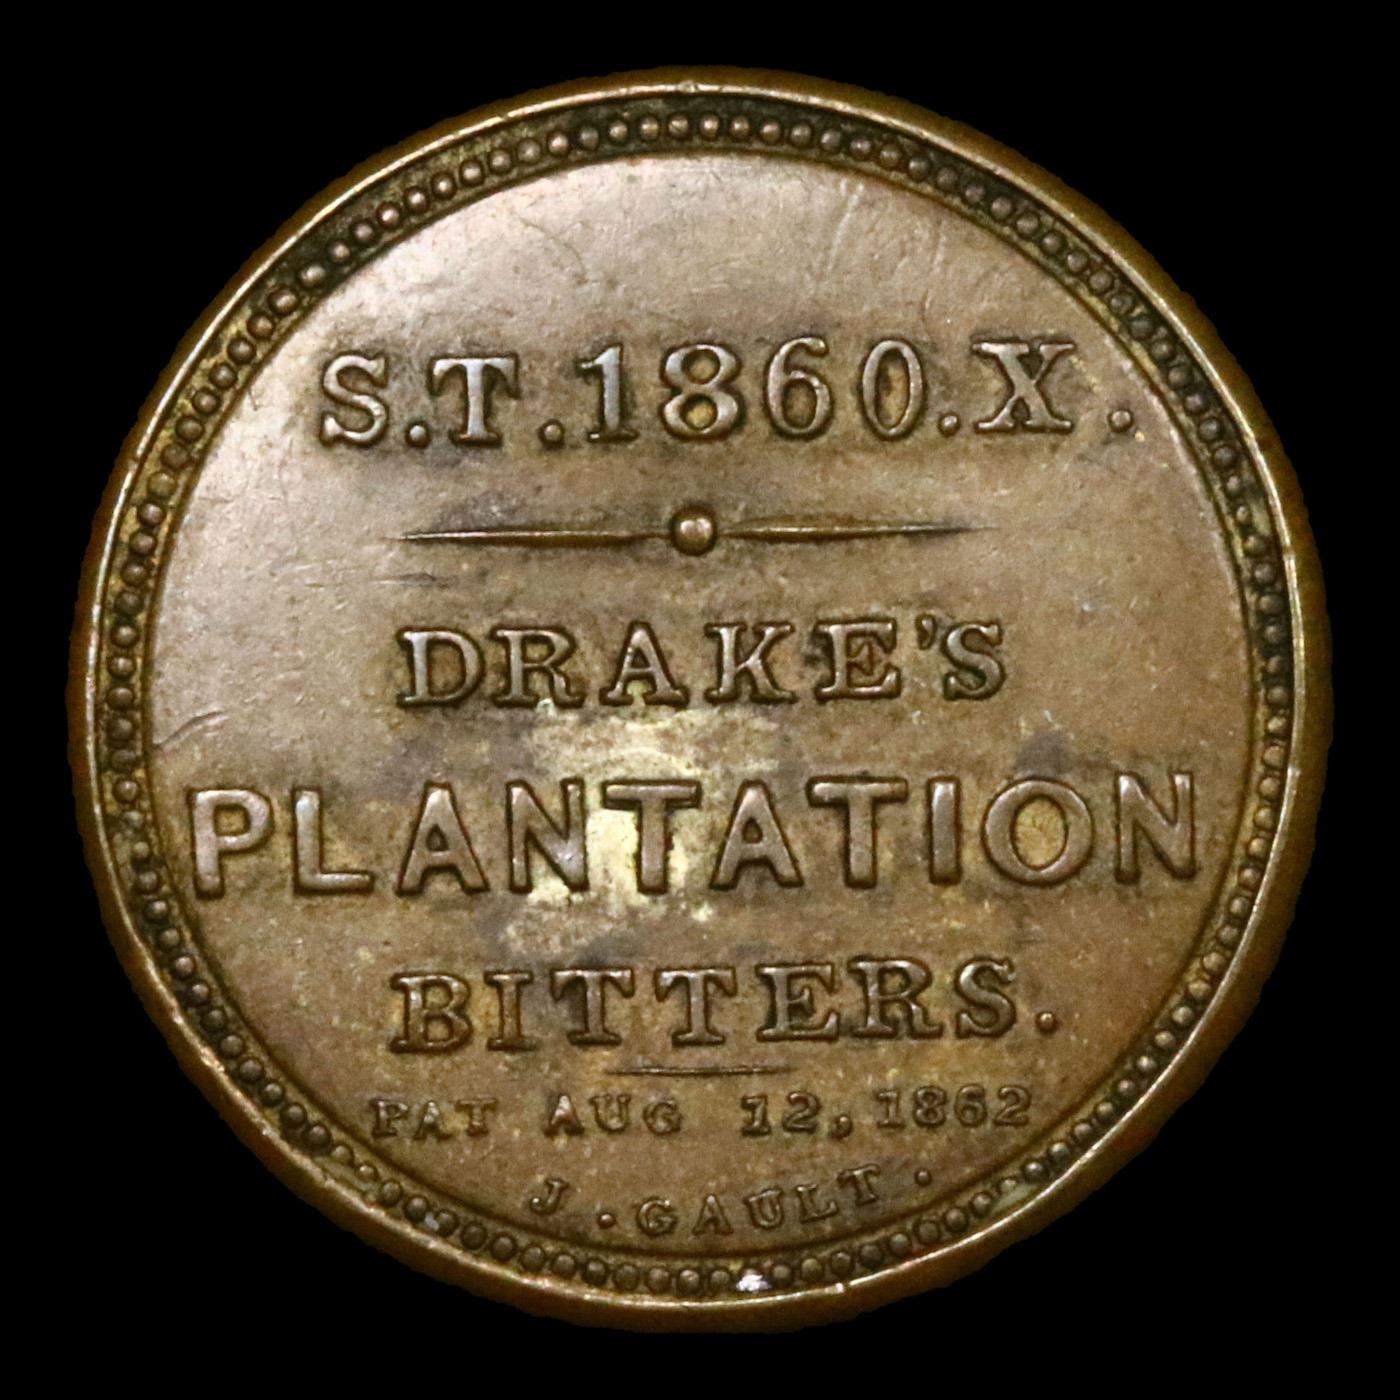 S.T.1860.X.
DRAKE'S
PLANTATION
BITTERS.
PAT AUG 12, 1862
J. GAULT.